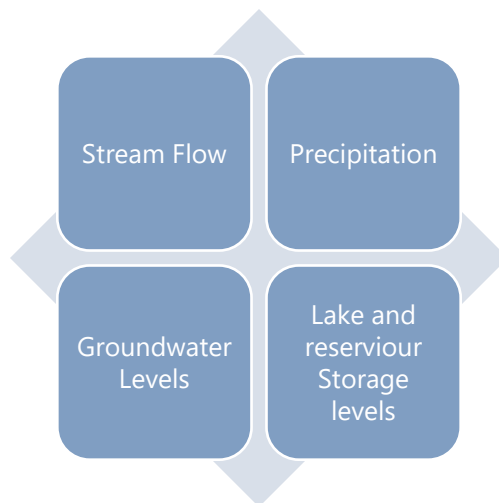 Stream Flow
Precipitation
Groundwater
Levels
Lake and
reserviour
Storage
levels